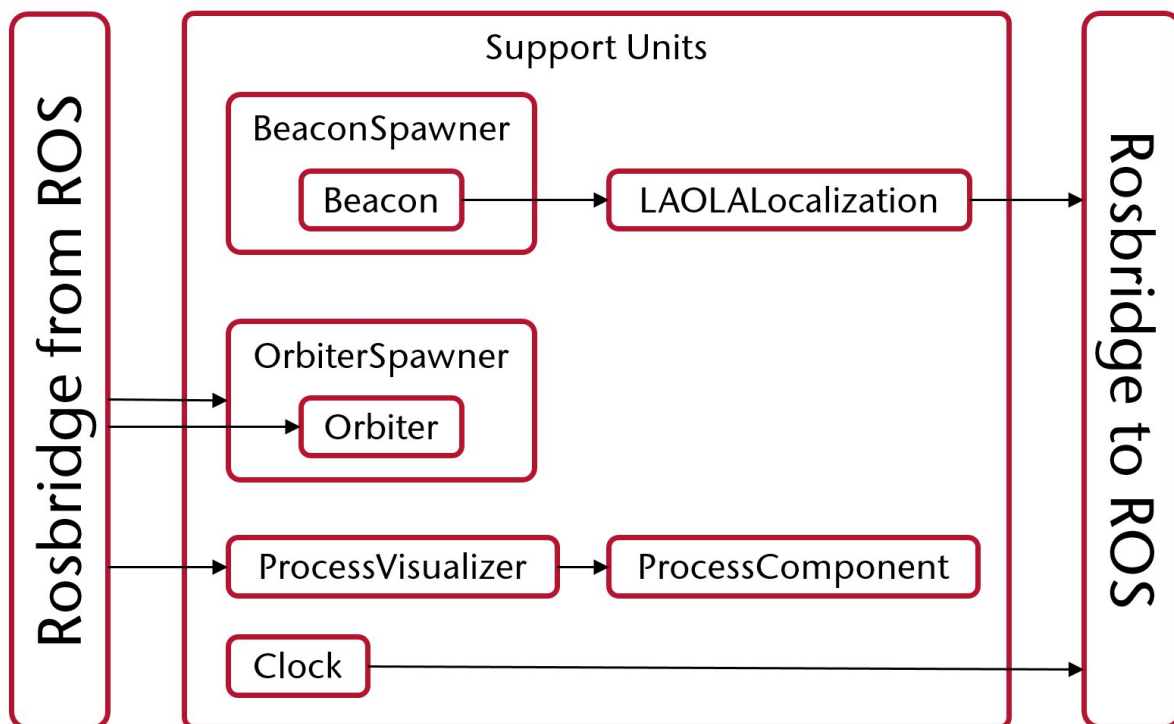 Rosbridge from ROS
Support Units
BeaconSpawner
Beacon
LAOLALocalization
OrbiterSpawner
Orbiter
ProcessVisualizer
ProcessComponent
Clock
Rosbridge to ROS